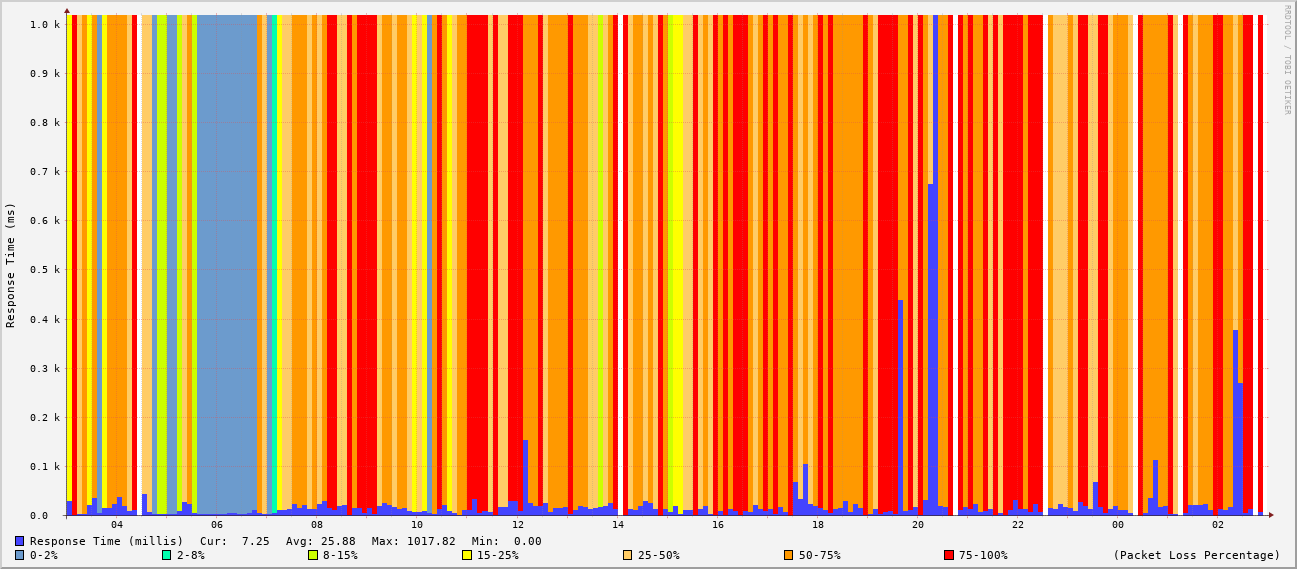 RRDTOOL / TOBI OETIKER
Response Time (ms)
1.0 k
0.9 k
0.8 k
0.7 k
0.6 k
0.5 k
0.4 k
0.3 k
0.2 k
0.1 k
0.0
04 06 08 10 12 14 16 18 20 22 00 02
Response Time (millis) Cur: 7.25 Avg: 25.88 Max: 1017.82 Min: 0.00
0-2% 2-8% 8-15% 15-25% 25-50% 50-75% 75-100% (Packet Loss Percentage)